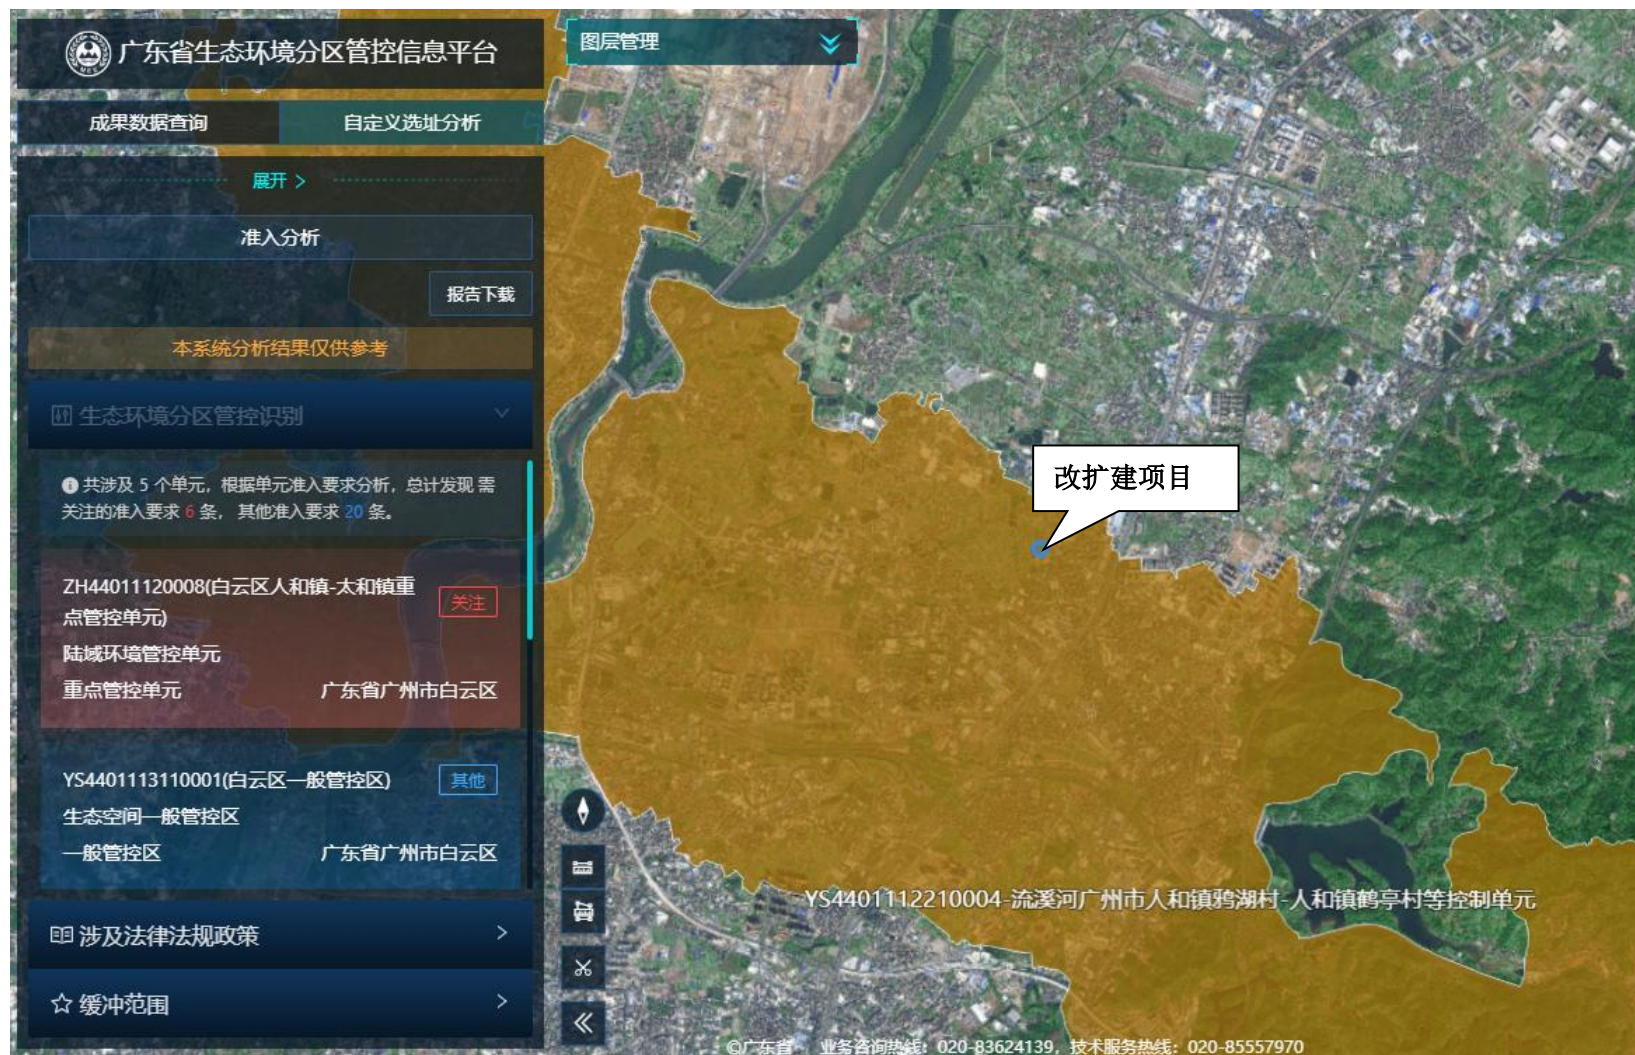 广东省生态环境分区管控信息平台
图层管理
成果数据查询
自定义选址分析
展开 >
准入分析
报告下载
本系统分析结果仅供参考
生态环境分区管控识别
共涉及 5 个单元，根据单元准入要求分析，总计发现 需
关注的准入要求 6 条， 其他准入要求 20 条。
ZH44011120008(白云区人和镇-太和镇重
点管控单元)
关注
陆域环境管控单元
重点管控单元
广东省广州市白云区
YS4401113110001(白云区一般管控区)
其他
生态空间一般管控区
一般管控区
广东省广州市白云区
涉及法律法规政策
缓冲范围
改扩建项目
YS4401112210004-流溪河广州市人和镇鸦湖村-人和镇鹤亭村等控制单元
©广东省 业务咨询热线：020-83624139，技术服务热线：020-85557970